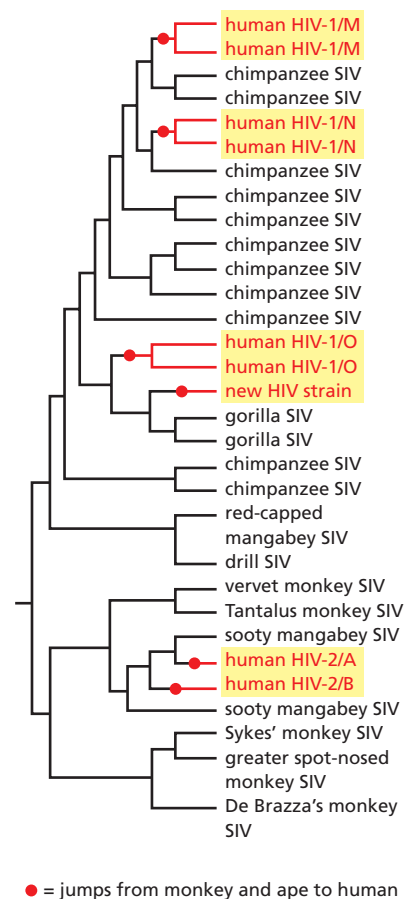 human HIV-1/M
human HIV-1/M
chimpanzee SIV
chimpanzee SIV
human HIV-1/N
human HIV-1/N
chimpanzee SIV
chimpanzee SIV
chimpanzee SIV
chimpanzee SIV
chimpanzee SIV
chimpanzee SIV
chimpanzee SIV
human HIV-1/O
human HIV-1/O
new HIV strain
gorilla SIV
gorilla SIV
chimpanzee SIV
chimpanzee SIV
red-capped
mangabey SIV
drill SIV
vervet monkey SIV
Tantalus monkey SIV
sooty mangabey SIV
human HIV-2/A
human HIV-2/B
sooty mangabey SIV
Sykes’ monkey SIV
greater spot-nosed
monkey SIV
De Brazza’s monkey
SIV
= jumps from monkey and ape to human